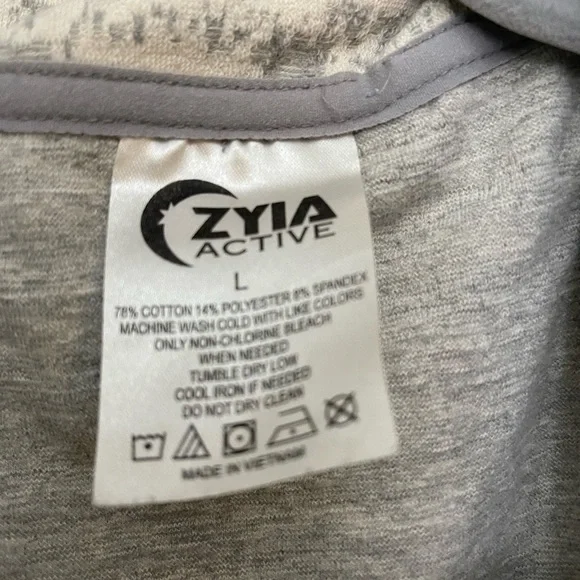 ZYIA
ACTIVE
L
78% COTTON 14% POLYESTER 8% SPANDEX
MACHINE WASH COLD WITH LIKE COLORS
ONLY NON-CHLORINE BLEACH
WHEN NEEDED
TUMBLE DRY LOW
COOL IRON IF NEEDED
DO NOT DRY CLEAN
MADE IN VIETNAM